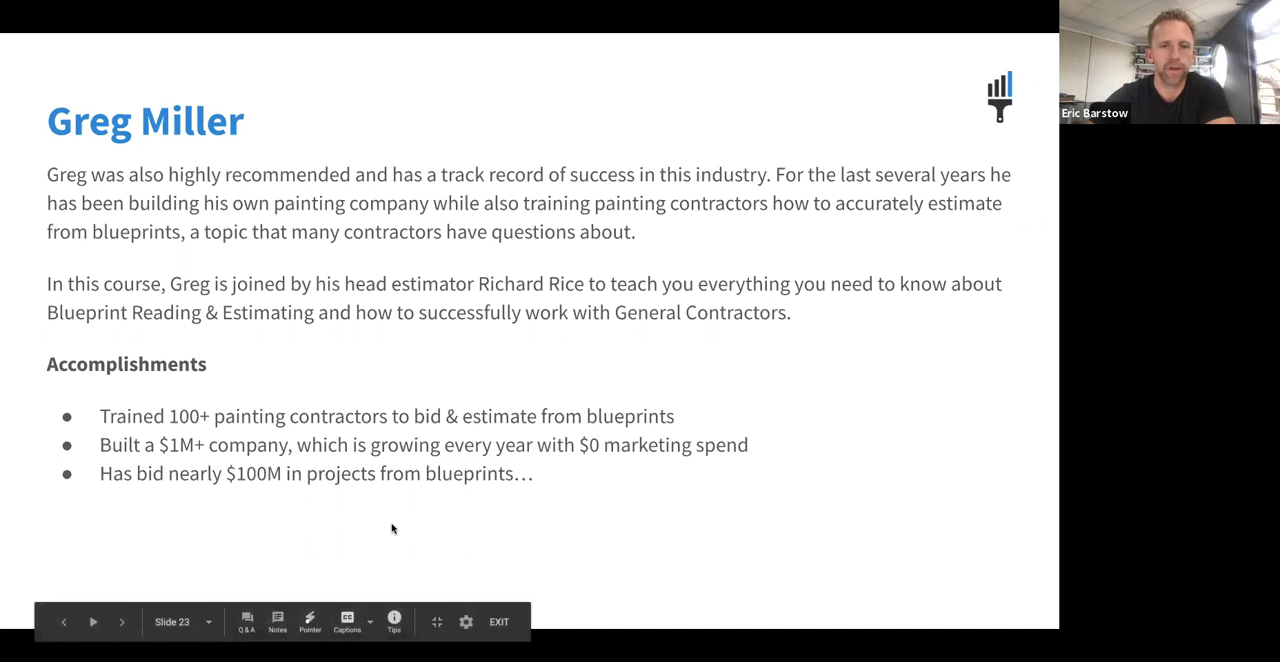 Greg Miller
Greg was also highly recommended and has a track record of success in this industry. For the last several years he
has been building his own painting company while also training painting contractors how to accurately estimate
from blueprints, a topic that many contractors have questions about.
In this course, Greg is joined by his head estimator Richard Rice to teach you everything you need to know about
Blueprint Reading & Estimating and how to successfully work with General Contractors.
Accomplishments
● Trained 100+ painting contractors to bid & estimate from blueprints
● Built a $1M+ company, which is growing every year with $0 marketing spend
● Has bid nearly $100M in projects from blueprints…
Eric Barstow
Slide 23 Q & A Notes Pointer Captions Tips EXIT